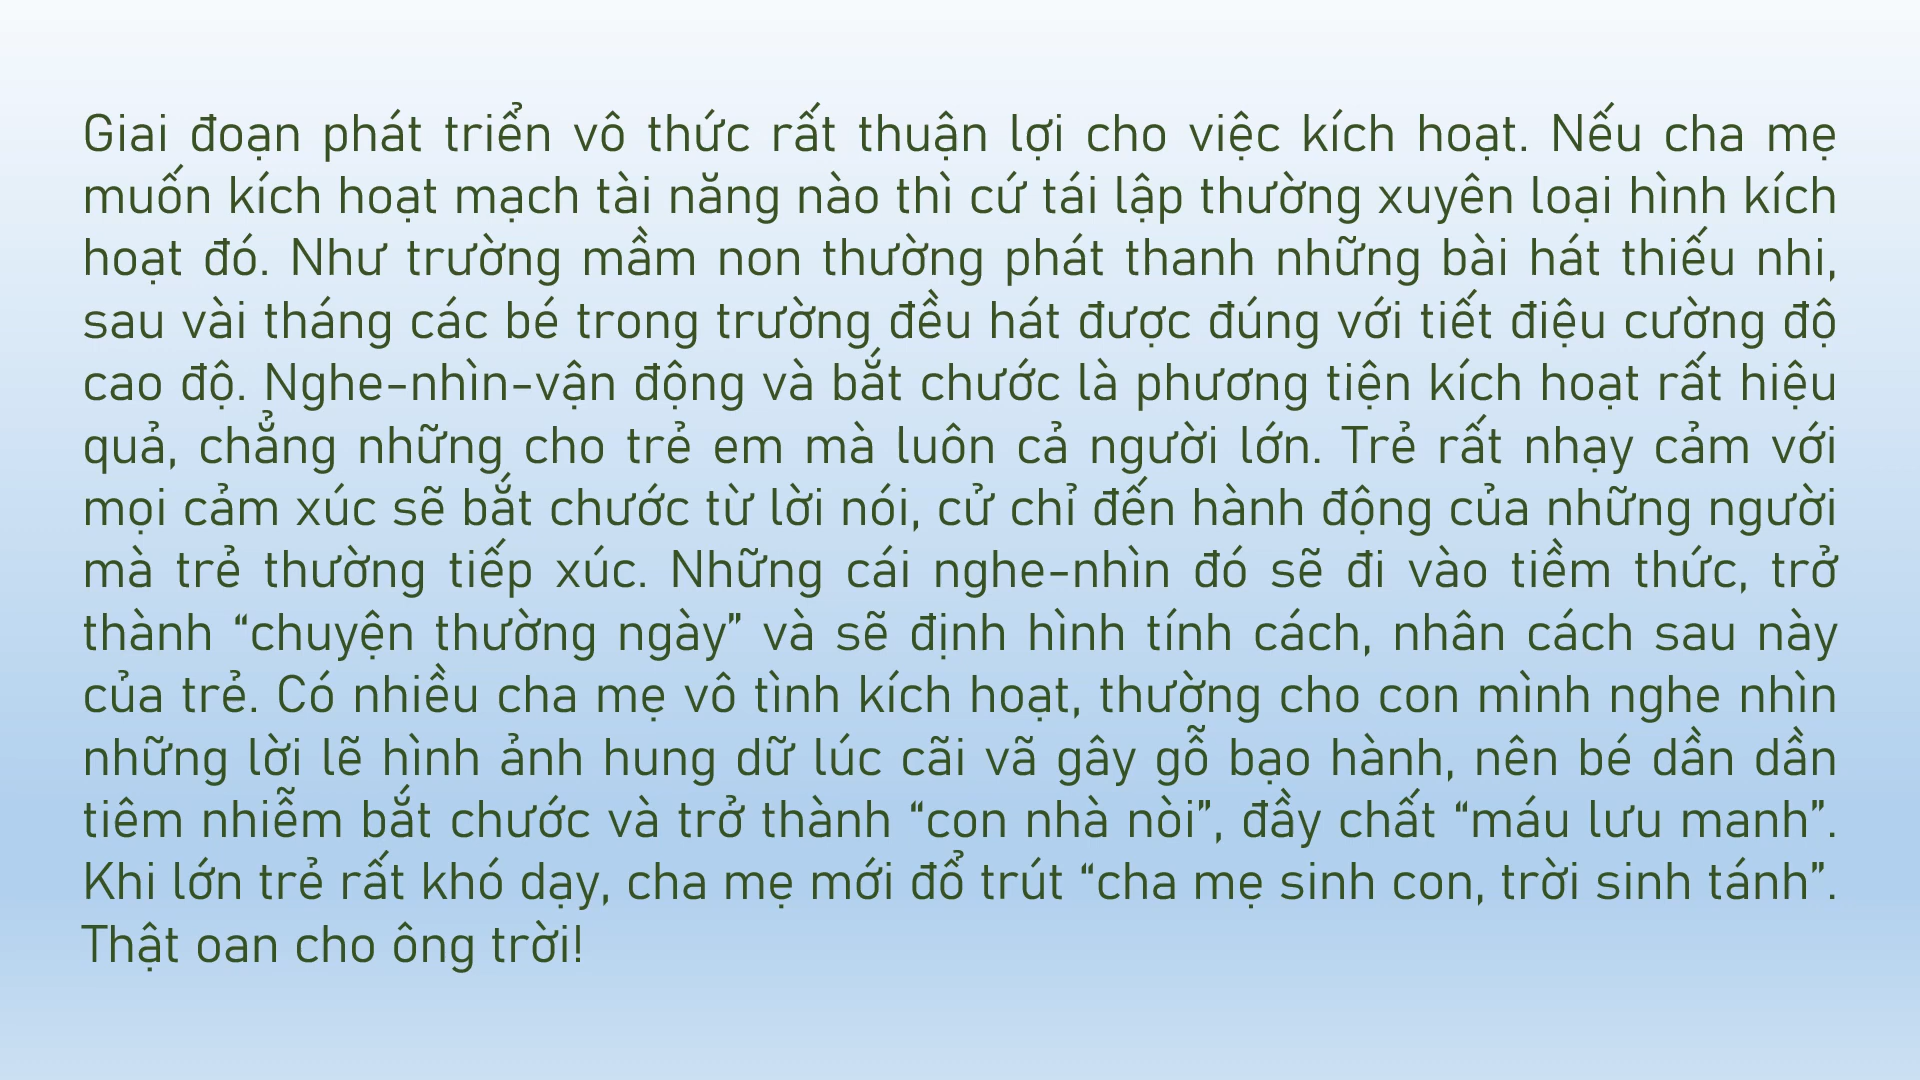 Giai đoạn phát triển vô thức rất thuận lợi cho việc kích hoạt. Nếu cha mẹ
muốn kích hoạt mạch tài năng nào thì cứ tái lập thường xuyên loại hình kích
hoạt đó. Như trường mầm non thường phát thanh những bài hát thiếu nhi,
sau vài tháng các bé trong trường đều hát được đúng với tiết điệu cường độ
cao độ. Nghe-nhìn-vận động và bắt chước là phương tiện kích hoạt rất hiệu
quả, chẳng những cho trẻ em mà luôn cả người lớn. Trẻ rất nhạy cảm với
mọi cảm xúc sẽ bắt chước từ lời nói, cử chỉ đến hành động của những người
mà trẻ thường tiếp xúc. Những cái nghe-nhìn đó sẽ đi vào tiềm thức, trở
thành “chuyện thường ngày” và sẽ định hình tính cách, nhân cách sau này
của trẻ. Có nhiều cha mẹ vô tình kích hoạt, thường cho con mình nghe nhìn
những lời lẽ hình ảnh hung dữ lúc cãi vã gây gỗ bạo hành, nên bé dần dần
tiêm nhiễm bắt chước và trở thành “con nhà nòi”, đầy chất “máu lưu manh”.
Khi lớn trẻ rất khó dạy, cha mẹ mới đổ trút “cha mẹ sinh con, trời sinh tánh”.
Thật oan cho ông trời!